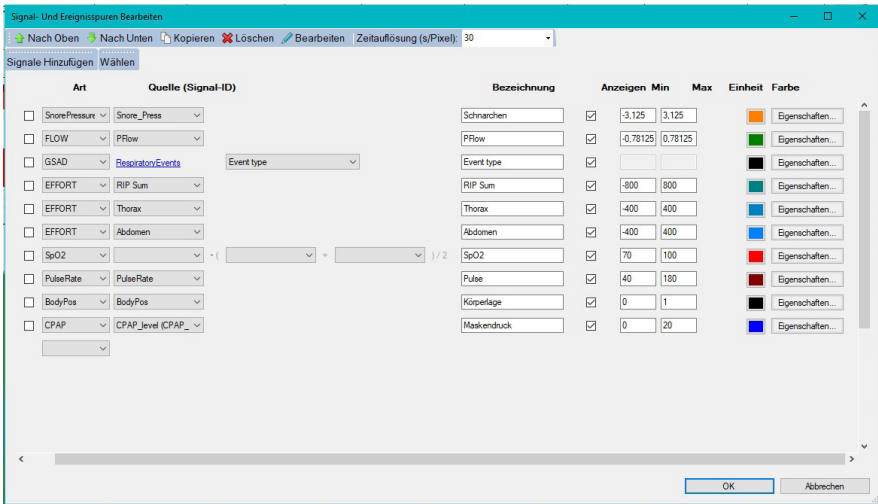 Signal- Und Ereignisspuren Bearbeiten
Nach Oben Nach Unten Kopieren Löschen Bearbeiten Zeitauflösung (s/Pixel): 30
Signale Hinzufügen Wählen
Art Quelle (Signal-ID) Bezeichnung Anzeigen Min Max Einheit Farbe
SnorePressure Snore_Press Schnarchen -3,125 3,125 Eigenschaften...
FLOW PFlow PFlow -0,78125 0,78125 Eigenschaften...
GSAD RespiratoryEvents Event type Event type Eigenschaften...
EFFORT RIP Sum RIP Sum -800 800 Eigenschaften...
EFFORT Thorax Thorax -400 400 Eigenschaften...
EFFORT Abdomen Abdomen -400 400 Eigenschaften...
SpO2 - ( + ) / 2 SpO2 70 100 Eigenschaften...
PulseRate PulseRate Pulse 40 180 Eigenschaften...
BodyPos BodyPos Körperlage 0 1 Eigenschaften...
CPAP CPAP_level (CPAP_ Maskendruck 0 20 Eigenschaften...
OK Abbrechen